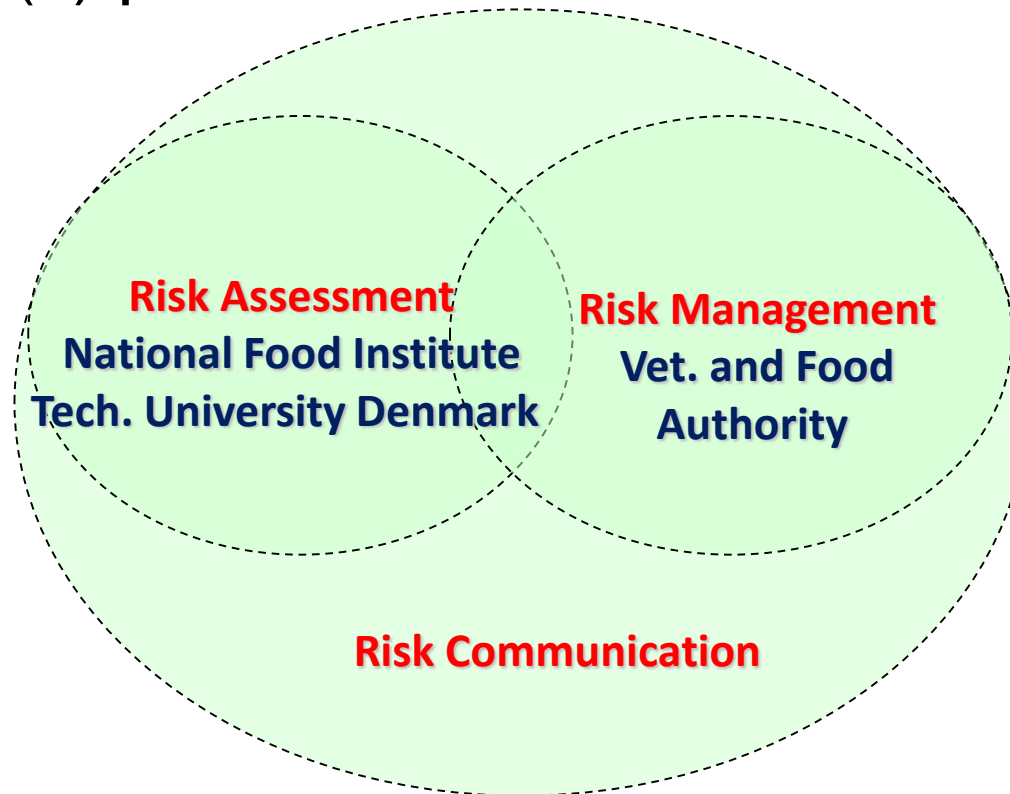 Risk Assessment
National Food Institute
Tech. University Denmark
Risk Management
Vet. and Food
Authority
Risk Communication